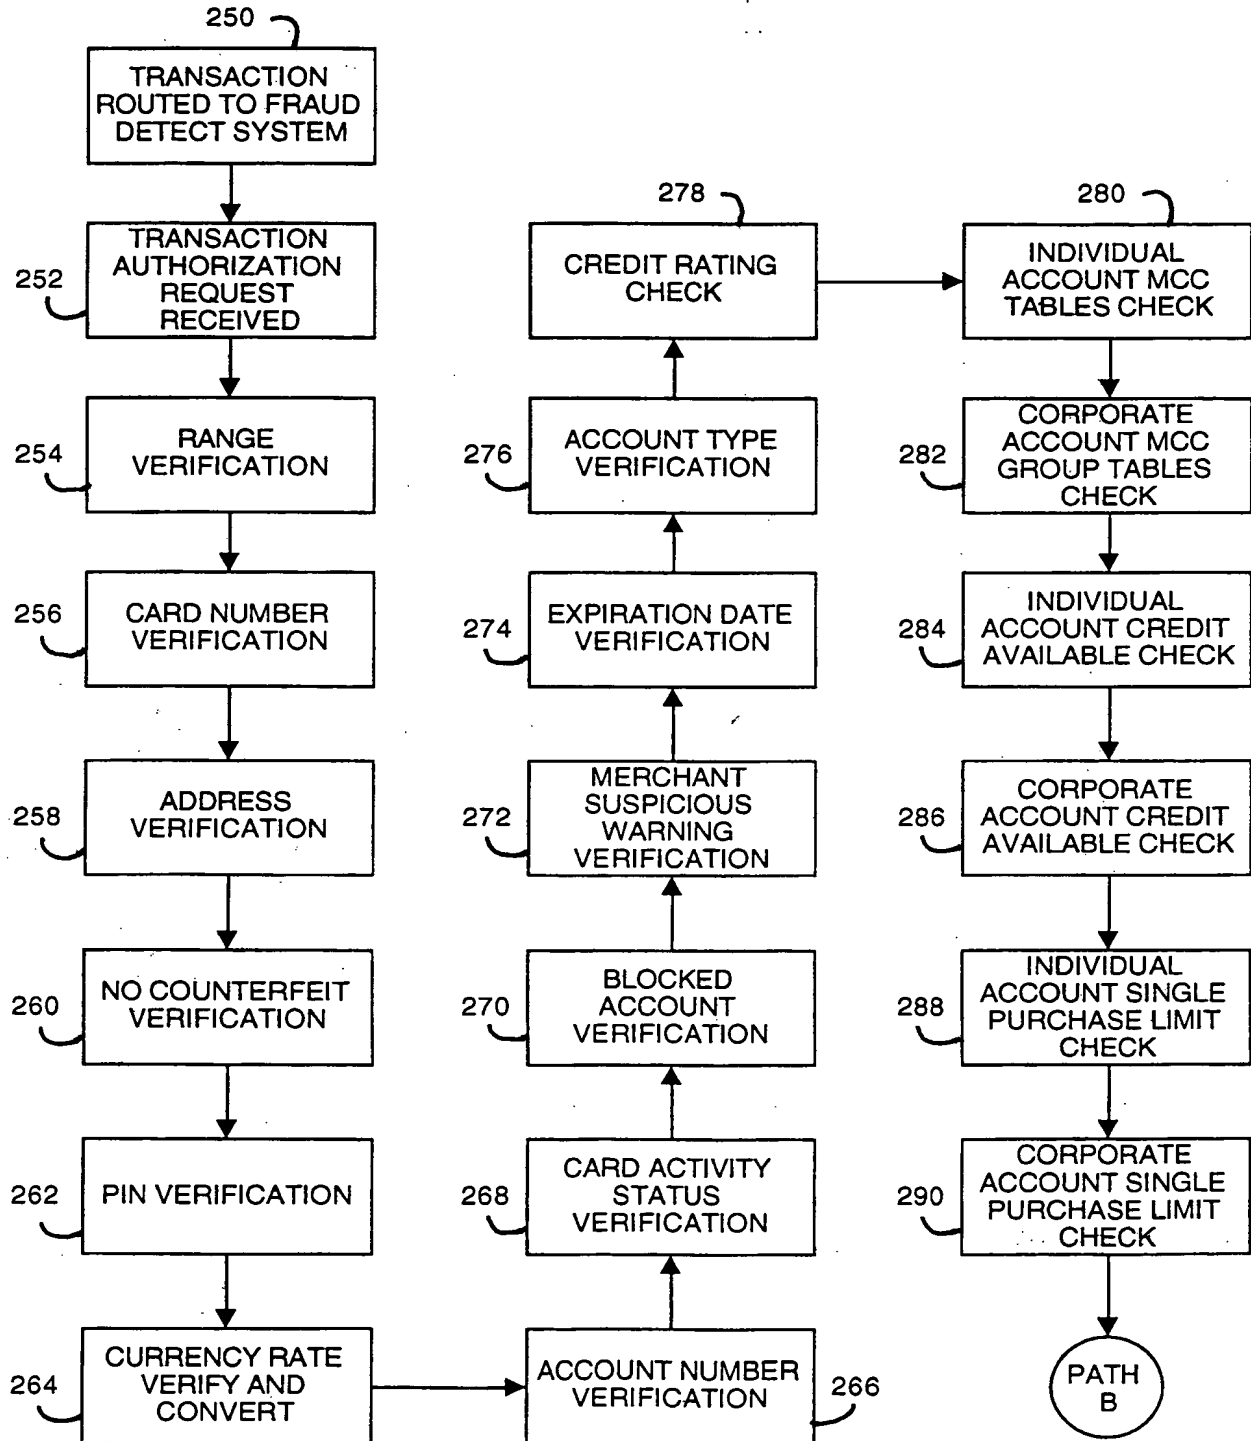 250
TRANSACTION
ROUTED TO FRAUD
DETECT SYSTEM
252
TRANSACTION
AUTHORIZATION
REQUEST
RECEIVED
254
RANGE
VERIFICATION
256
CARD NUMBER
VERIFICATION
258
ADDRESS
VERIFICATION
260
NO COUNTERFEIT
VERIFICATION
262
PIN VERIFICATION
264
CURRENCY RATE
VERIFY AND
CONVERT
ACCOUNT NUMBER
VERIFICATION
266
268
CARD ACTIVITY
STATUS
VERIFICATION
270
BLOCKED
ACCOUNT
VERIFICATION
272
MERCHANT
SUSPICIOUS
WARNING
VERIFICATION
274
EXPIRATION DATE
VERIFICATION
276
ACCOUNT TYPE
VERIFICATION
278
CREDIT RATING
CHECK
280
INDIVIDUAL
ACCOUNT MCC
TABLES CHECK
282
CORPORATE
ACCOUNT MCC
GROUP TABLES
CHECK
284
INDIVIDUAL
ACCOUNT CREDIT
AVAILABLE CHECK
286
CORPORATE
ACCOUNT CREDIT
AVAILABLE CHECK
288
INDIVIDUAL
ACCOUNT SINGLE
PURCHASE LIMIT
CHECK
290
CORPORATE
ACCOUNT SINGLE
PURCHASE LIMIT
CHECK
PATH
B